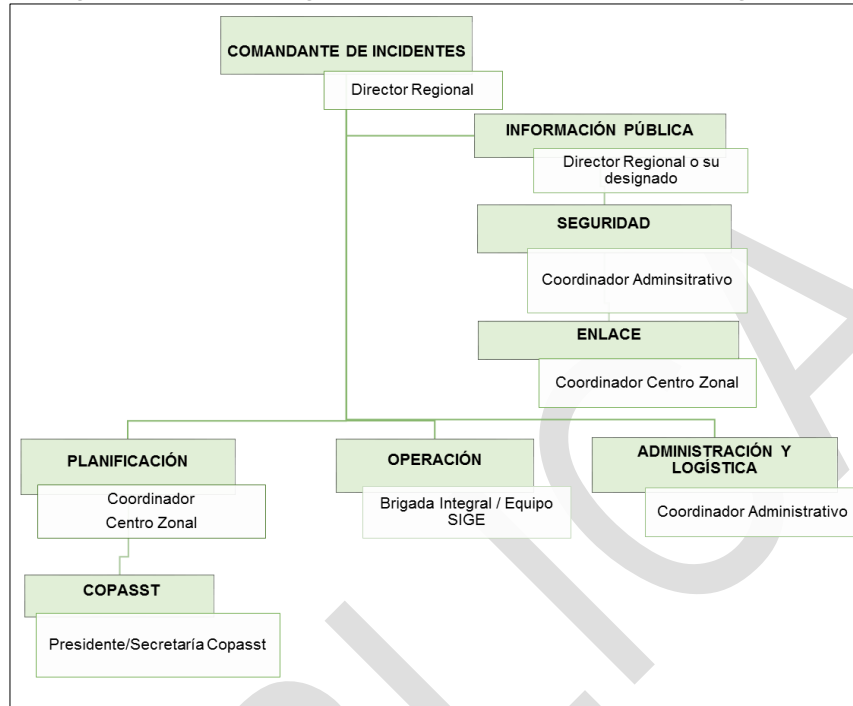 COMANDANTE DE INCIDENTES
Director Regional
INFORMACIÓN PÚBLICA
Director Regional o su
designado
SEGURIDAD
Coordinador Adminsitrativo
ENLACE
Coordinador Centro Zonal
PLANIFICACIÓN
Coordinador
Centro Zonal
OPERACIÓN
Brigada Integral / Equipo
SIGE
ADMINISTRACIÓN Y
LOGÍSTICA
Coordinador Administrativo
COPASST
Presidente/Secretaría Copasst